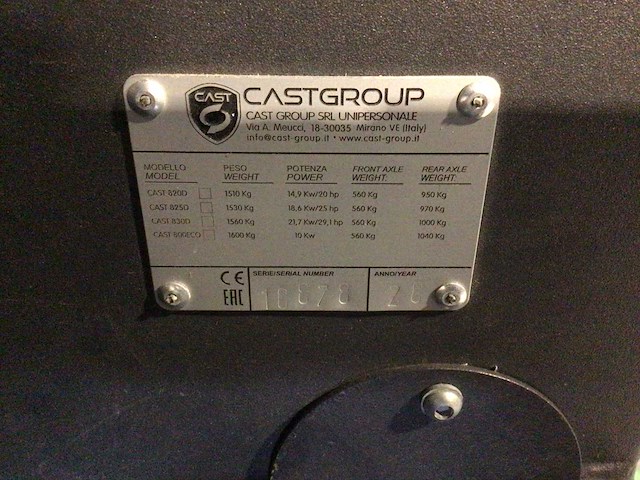 CAST
CASTGROUP
CAST GROUP SRL UNIPERSONALE
Via A. Meucci, 18-30035 Mirano VE (Italy)
info@cast-group.it • www.cast-group.it
MODELLO PESO POTENZA FRONT AXLE REAR AXLE
MODEL WEIGHT POWER WEIGHT: WEIGHT:
CAST 820D 1510 Kg 14,9 Kw/20 hp 560 Kg 950 Kg
CAST 825D 1530 Kg 18,6 Kw/25 hp 560 Kg 970 Kg
CAST 830D 1560 Kg 21,7 Kw/29,1 hp 560 Kg 1000 Kg
CAST 800ECO 1600 Kg 10 Kw 560 Kg 1040 Kg
CE SERIE/SERIAL NUMBER ANNO/YEAR
EAC